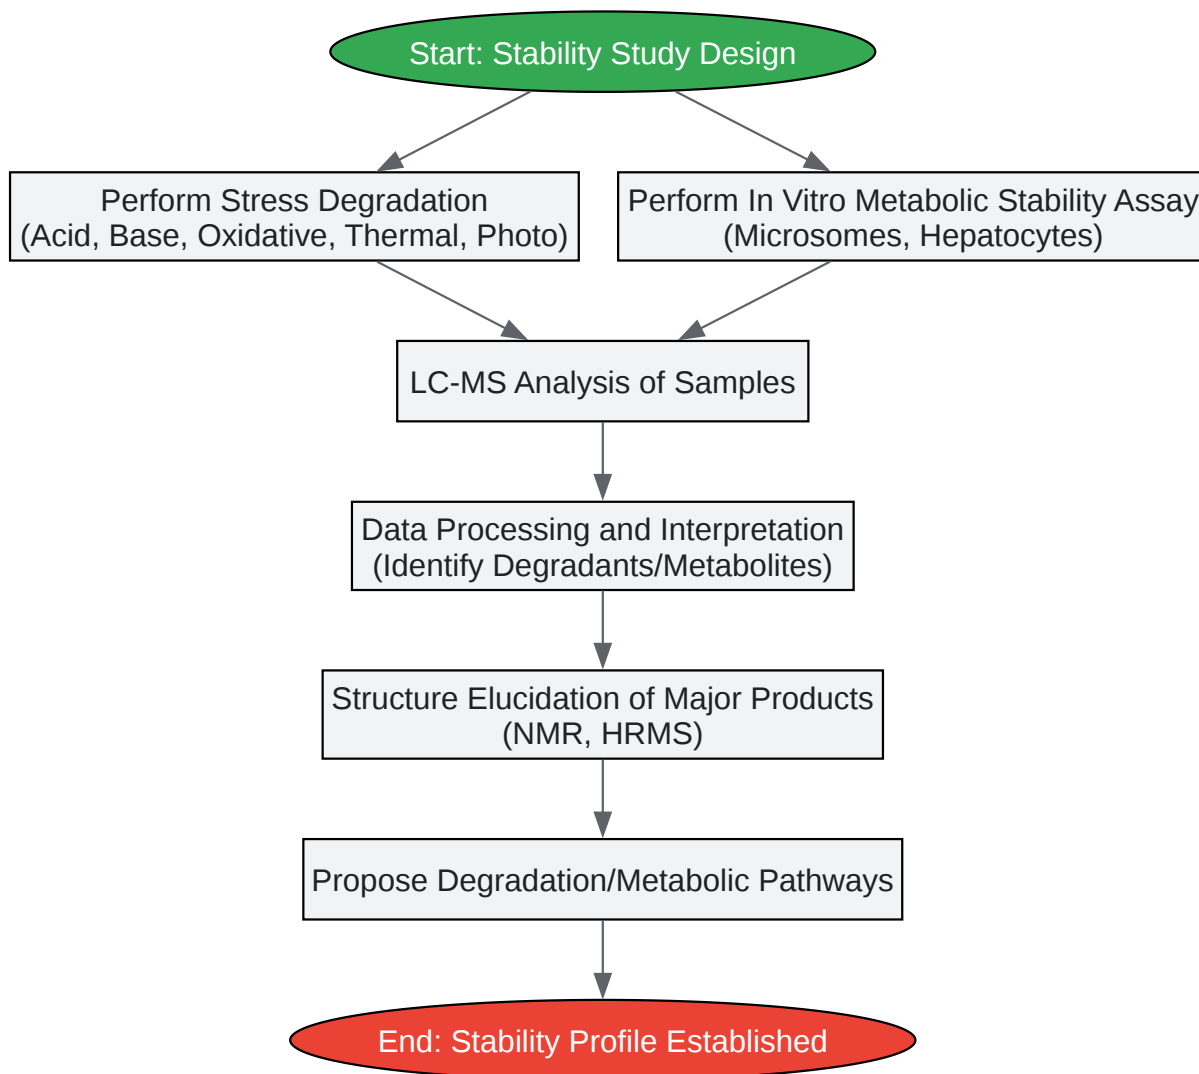 Start: Stability Study Design
Perform Stress Degradation
(Acid, Base, Oxidative, Thermal, Photo)
Perform In Vitro Metabolic Stability Assay
(Microsomes, Hepatocytes)
LC-MS Analysis of Samples
Data Processing and Interpretation
(Identify Degradants/Metabolites)
Structure Elucidation of Major Products
(NMR, HRMS)
Propose Degradation/Metabolic Pathways
End: Stability Profile Established